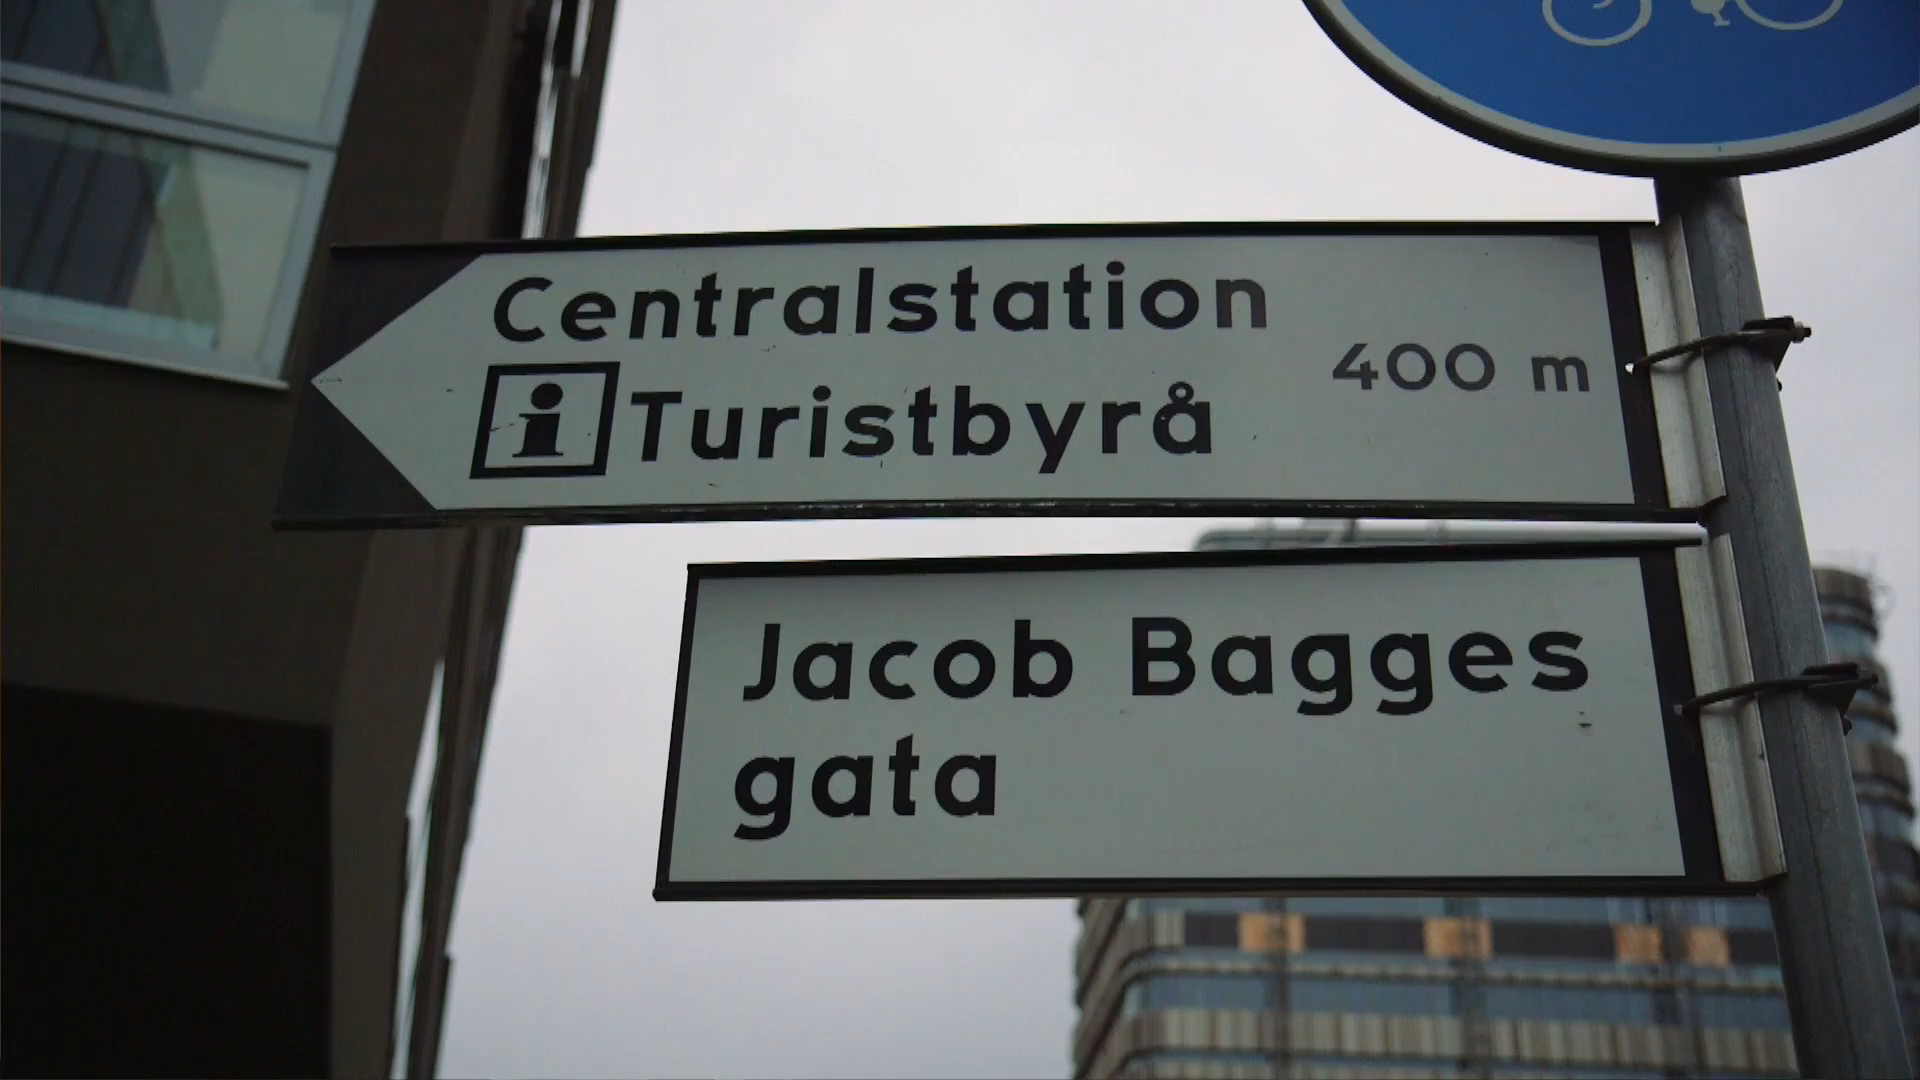 Centralstation
i Turistbyrå
400 m
Jacob Bagges
gata